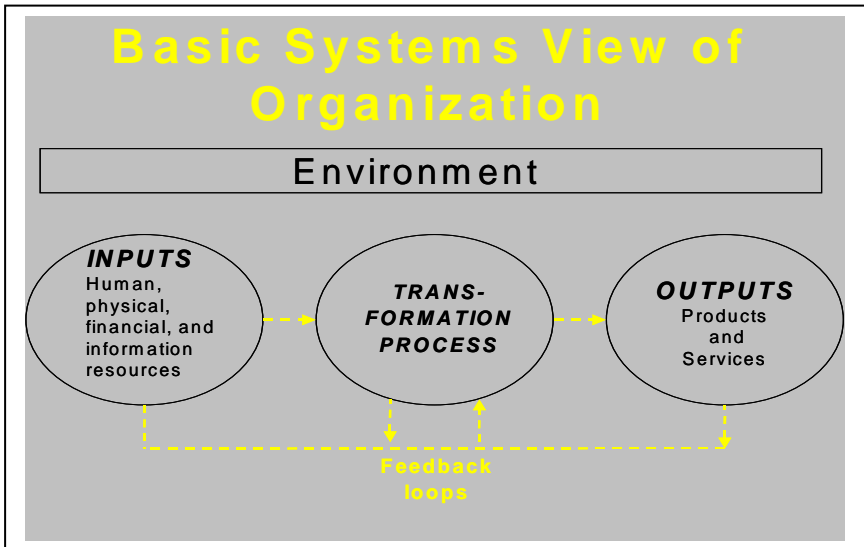 Basic Systems View of
Organization
Environment
INPUTS
Human,
physical,
financial, and
information
resources
TRANS-
FORMATION
PROCESS
OUTPUTS
Products
and
Services
Feedback
loops